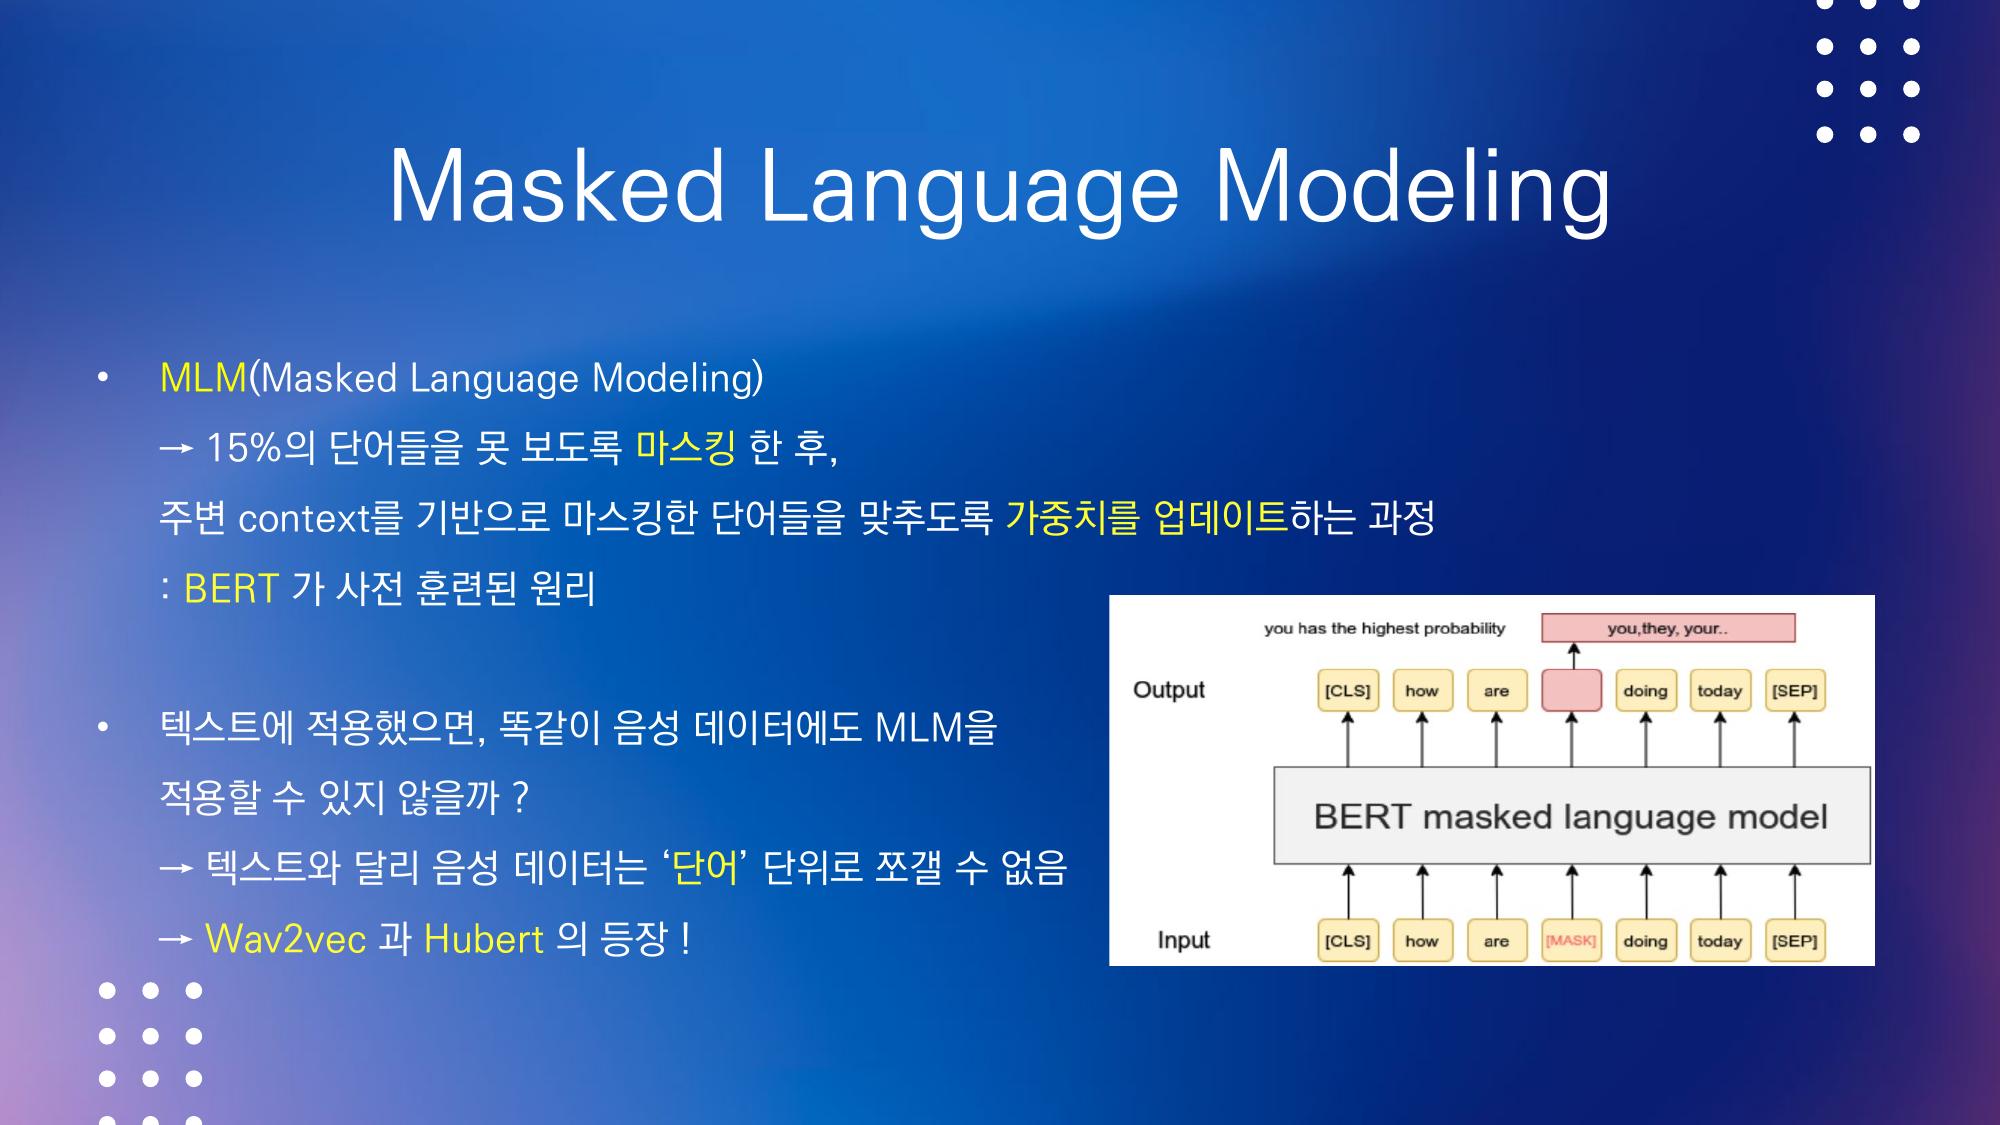 Masked Language Modeling
• MLM(Masked Language Modeling)
→ 15%의 단어들을 못 보도록 마스킹 한 후,
주변 context를 기반으로 마스킹한 단어들을 맞추도록 가중치를 업데이트하는 과정
: BERT 가 사전 훈련된 원리
• 텍스트에 적용했으면, 똑같이 음성 데이터에도 MLM을
적용할 수 있지 않을까 ?
→ 텍스트와 달리 음성 데이터는 ‘단어’ 단위로 쪼갤 수 없음
→ Wav2vec 과 Hubert 의 등장 !
you has the highest probability you,they, your..
Output [CLS] how are doing today [SEP]
BERT masked language model
Input [CLS] how are [MASK] doing today [SEP]